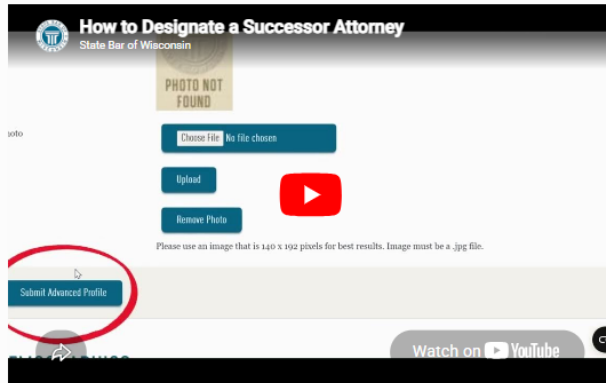 How to Designate a Successor Attorney
State Bar of Wisconsin
PHOTO NOT
FOUND
Choose File No file chosen
Upload
Remove Photo
Please use an image that is 140 x 192 pixels for best results. Image must be a .jpg file.
Submit Advanced Profile
Watch on YouTube